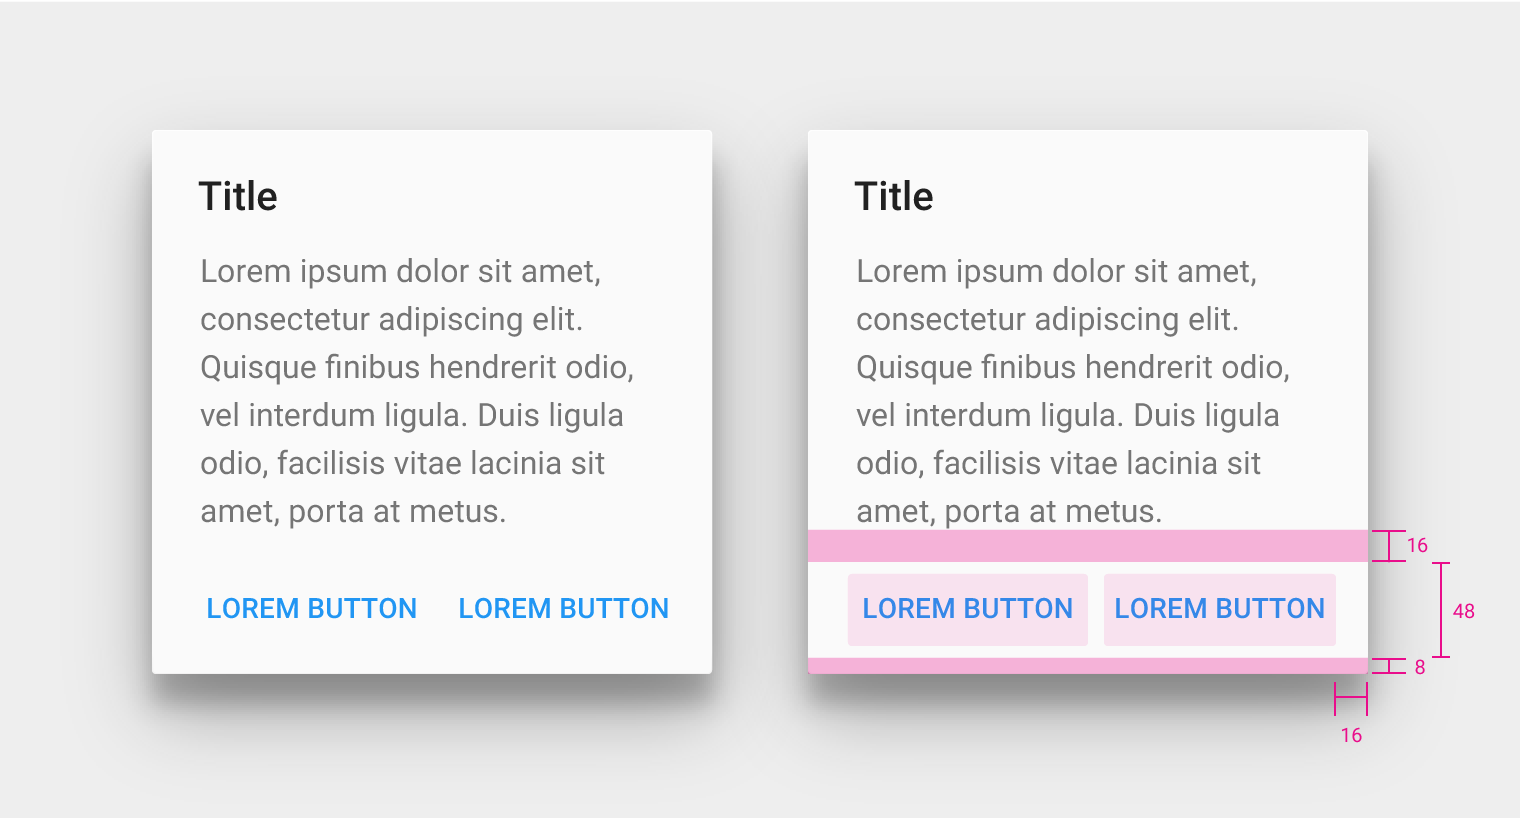 Title
Lorem ipsum dolor sit amet,
consectetur adipiscing elit.
Quisque finibus hendrerit odio,
vel interdum ligula. Duis ligula
odio, facilisis vitae lacinia sit
amet, porta at metus.
LOREM BUTTON LOREM BUTTON
Title
Lorem ipsum dolor sit amet,
consectetur adipiscing elit.
Quisque finibus hendrerit odio,
vel interdum ligula. Duis ligula
odio, facilisis vitae lacinia sit
amet, porta at metus.
16
LOREM BUTTON LOREM BUTTON
48
8
16